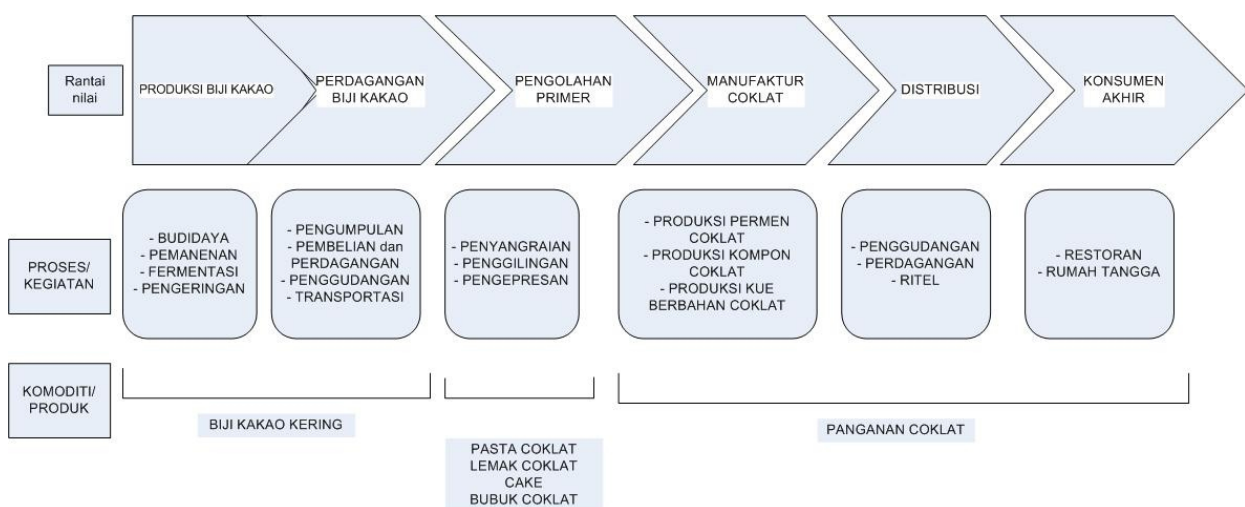 Rantai
nilai
PRODUKSI BIJI KAKAO
PERDAGANGAN
BIJI KAKAO
PENGOLAHAN
PRIMER
MANUFAKTUR
COKLAT
DISTRIBUSI
KONSUMEN
AKHIR
PROSES/
KEGIATAN
- BUDIDAYA
- PEMANENAN
- FERMENTASI
- PENGERINGAN
- PENGUMPULAN
- PEMBELIAN dan
PERDAGANGAN
- PENGGUDANGAN
- TRANSPORTASI
- PENYANGRAIAN
- PENGGILINGAN
- PENGEPRESAN
- PRODUKSI PERMEN
COKLAT
- PRODUKSI KOMPON
COKLAT
- PRODUKSI KUE
BERBAHAN COKLAT
- PENGGUDANGAN
- PERDAGANGAN
- RITEL
- RESTORAN
- RUMAH TANGGA
KOMODITI/
PRODUK
BIJI KAKAO KERING
PASTA COKLAT
LEMAK COKLAT
CAKE
BUBUK COKLAT
PANGANAN COKLAT